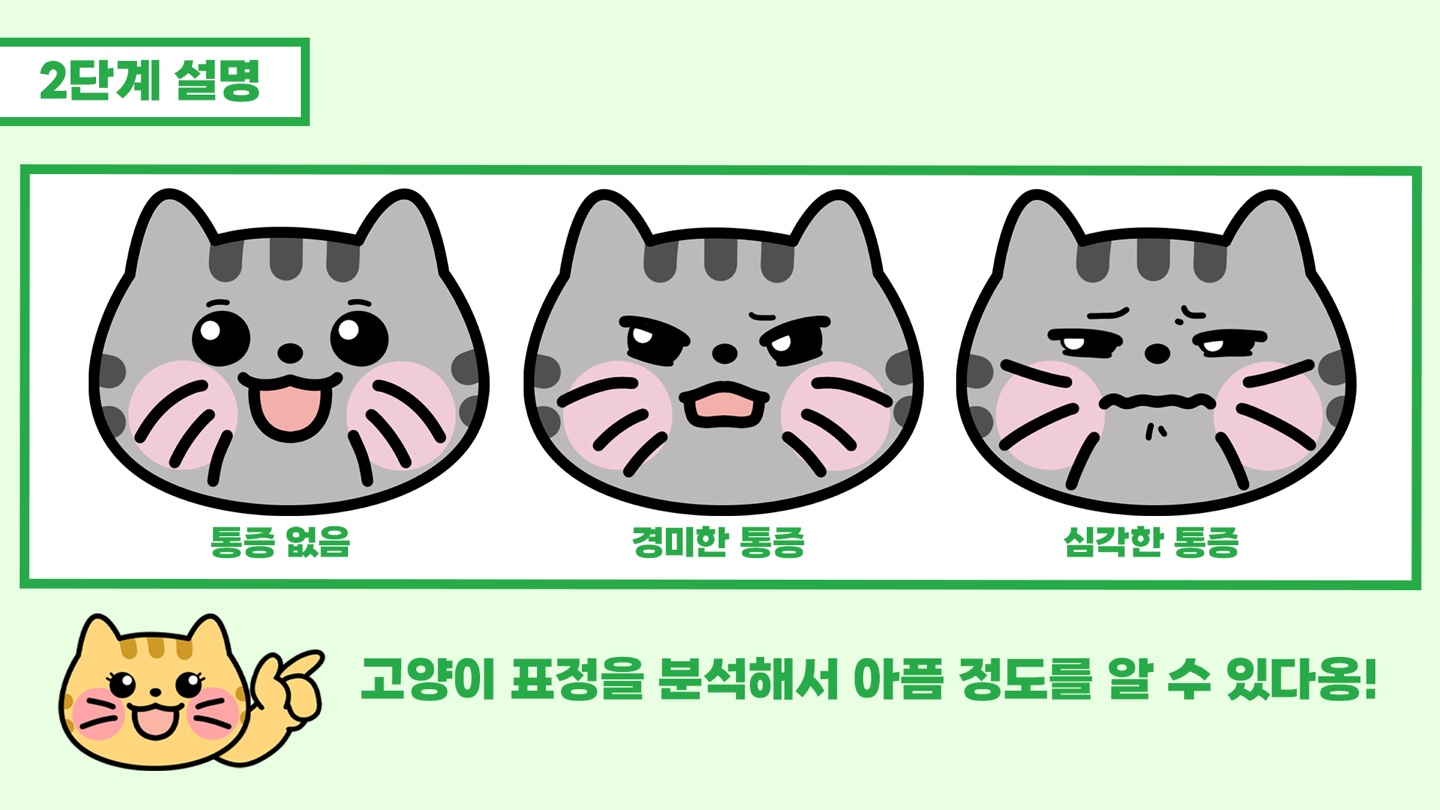 2단계 설명
통증 없음
경미한 통증
심각한 통증
고양이 표정을 분석해서 아픔 정도를 알 수 있다옹!